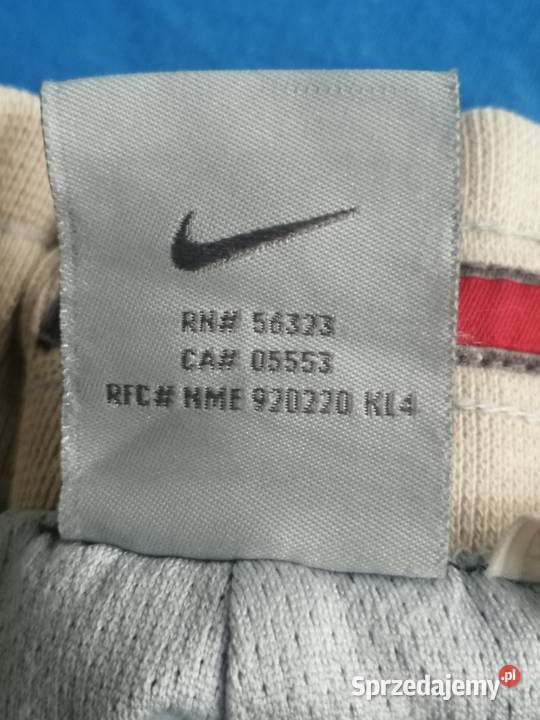 RN# 56323
CA# 05553
RFC# NME 920220 KL4
Sprzedajemy.pl